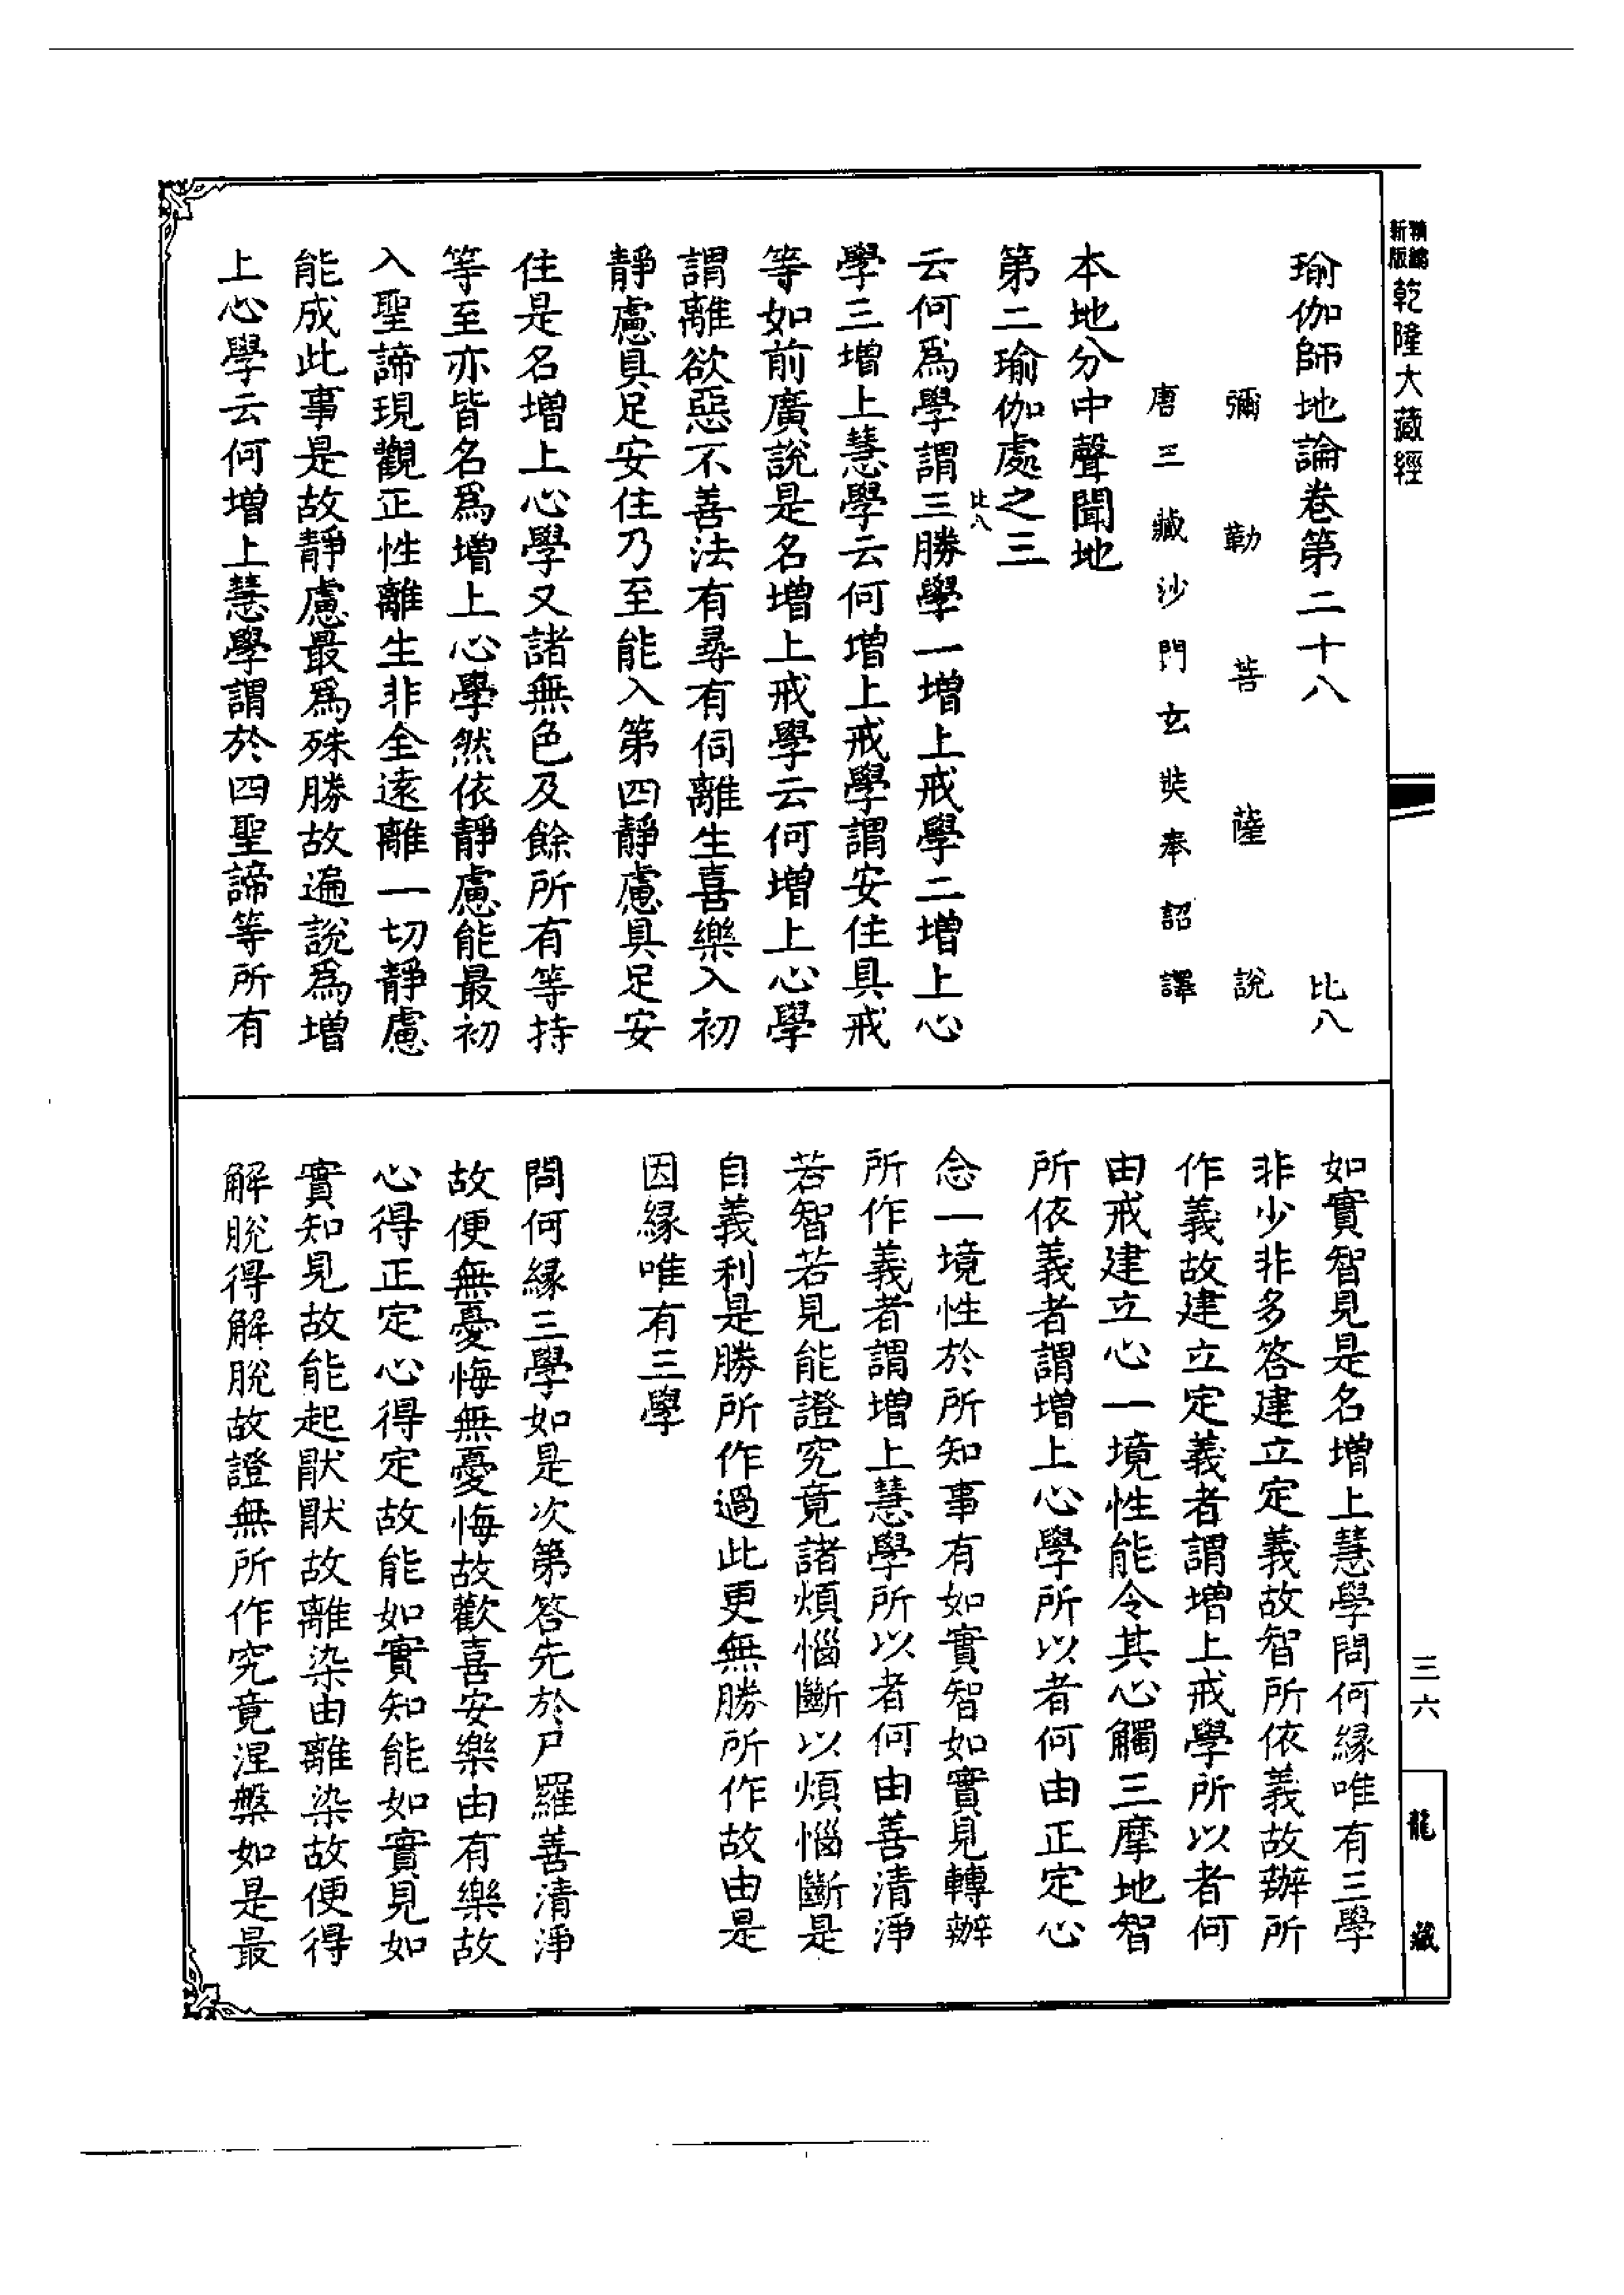 新編新版乾隆大藏經
瑜伽師地論卷第二十八 比八
彌勒菩薩說
唐三藏沙門玄奘奉詔譯
本地分中聲聞地
第二瑜伽處之三
比八
云何爲學謂三勝學一增上戒學二增上心
學三增上慧學云何增上戒學謂安住具戒
等如前廣說是名增上戒學云何增上心學
謂離欲惡不善法有尋有伺離生喜樂入初
靜慮具足安住乃至能入第四靜慮具足安
住是名增上心學又諸無色及餘所有等持
等至亦皆名爲增上心學然依靜慮能最初
入聖諦現觀正性離生非全遠離一切靜慮
能成此事是故靜慮最爲殊勝故遍說爲增
上心學云何增上慧學謂於四聖諦等所有
如實智見是名增上慧學問何緣唯有三學
非少非多答建立定義故智所依義故辦所
作義故建立定義者謂增上戒學所以者何
由戒建立心一境性能令其心觸三摩地智
所依義者謂增上心學所以者何由正定心
念一境性於所知事有如實智如實見轉辦
所作義者謂增上慧學所以者何由善清淨
若智若見能證究竟諸煩惱斷以煩惱斷是
自義利是勝所作過此更無勝所作故由是
因緣唯有三學
問何緣三學如是次第答先於尸羅善清淨
故便無憂悔無憂悔故歡喜安樂由有樂故
心得正定心得定故能如實知能如實見如
實知見故能起猒猒故離染由離染故便得
解脫得解脫故證無所作究竟涅槃如是最
三六
龍藏